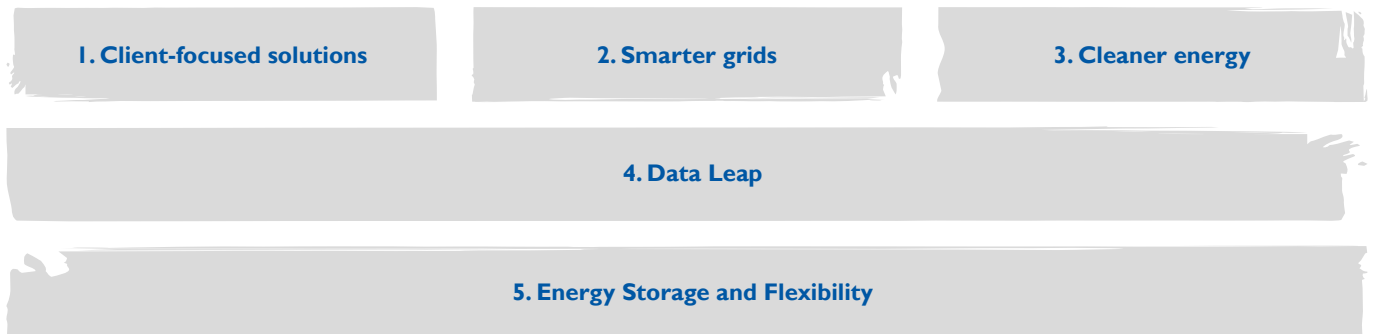 1. Client-focused solutions
2. Smarter grids
3. Cleaner energy
4. Data Leap
5. Energy Storage and Flexibility